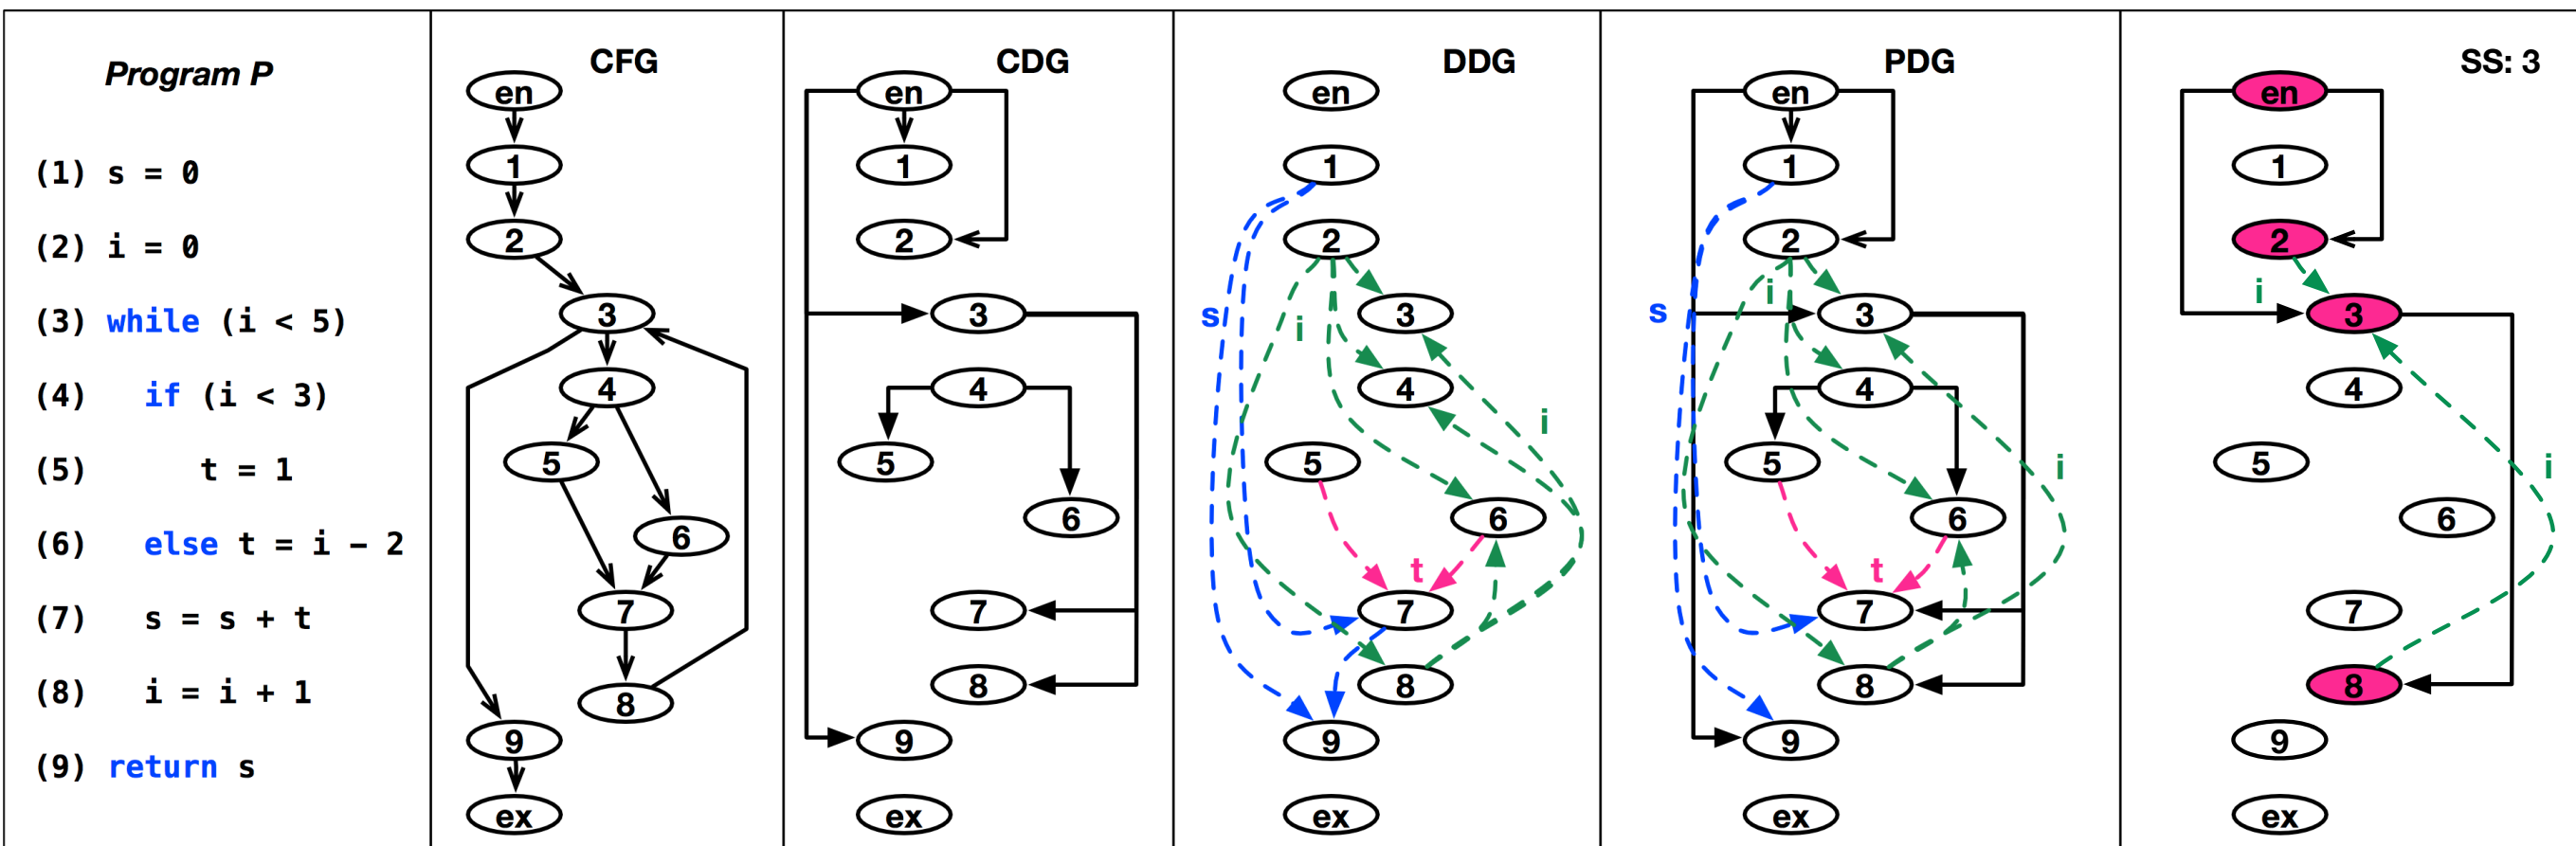 Program P
(1) s = 0
(2) i = 0
(3) while (i < 5)
(4) if (i < 3)
(5) t = 1
(6) else t = i − 2
(7) s = s + t
(8) i = i + 1
(9) return s
CFG
en
1
2
3
4
5
6
7
8
9
ex
CDG
en
1
2
3
4
5
6
7
8
9
ex
DDG
en
1
2
s
i
3
4
i
5
6
t
7
8
9
ex
PDG
en
1
2
i
s
3
4
5
i
6
t
7
8
9
ex
SS: 3
en
1
2
i
3
4
5
i
6
7
8
9
ex